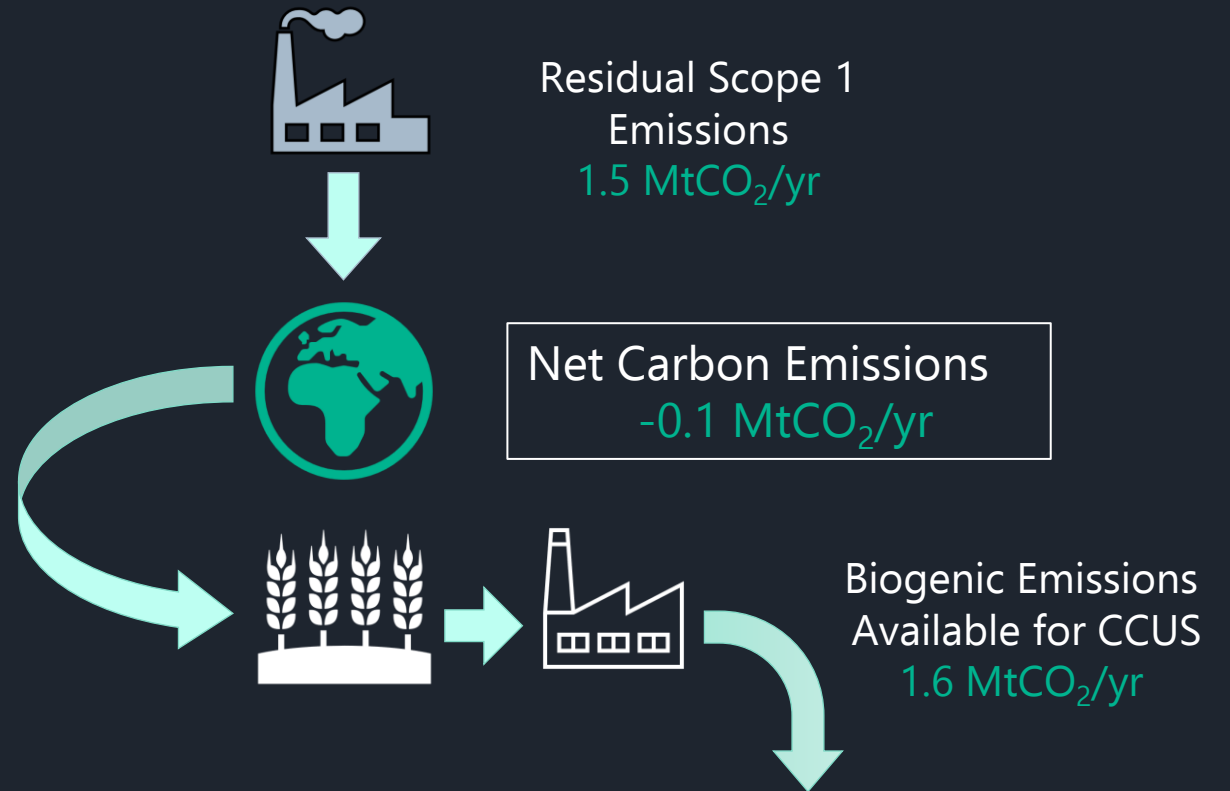 Residual Scope 1
Emissions
1.5 MtCO₂/yr
Net Carbon Emissions
-0.1 MtCO₂/yr
Biogenic Emissions
Available for CCUS
1.6 MtCO₂/yr